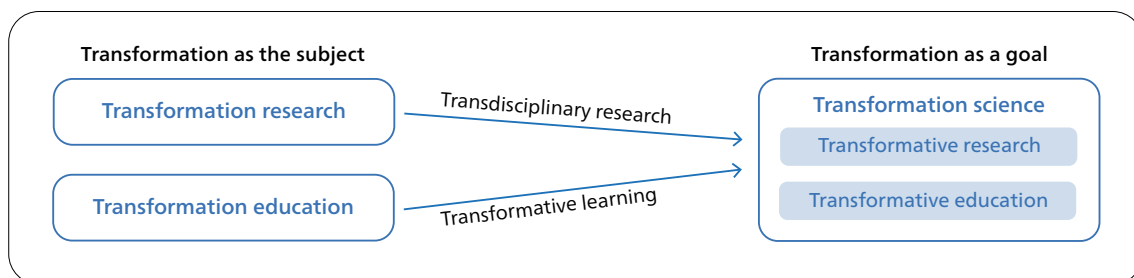 Transformation as the subject
Transformation as a goal
Transformation research
Transdisciplinary research
Transformation science
Transformative research
Transformation education
Transformative learning
Transformative education